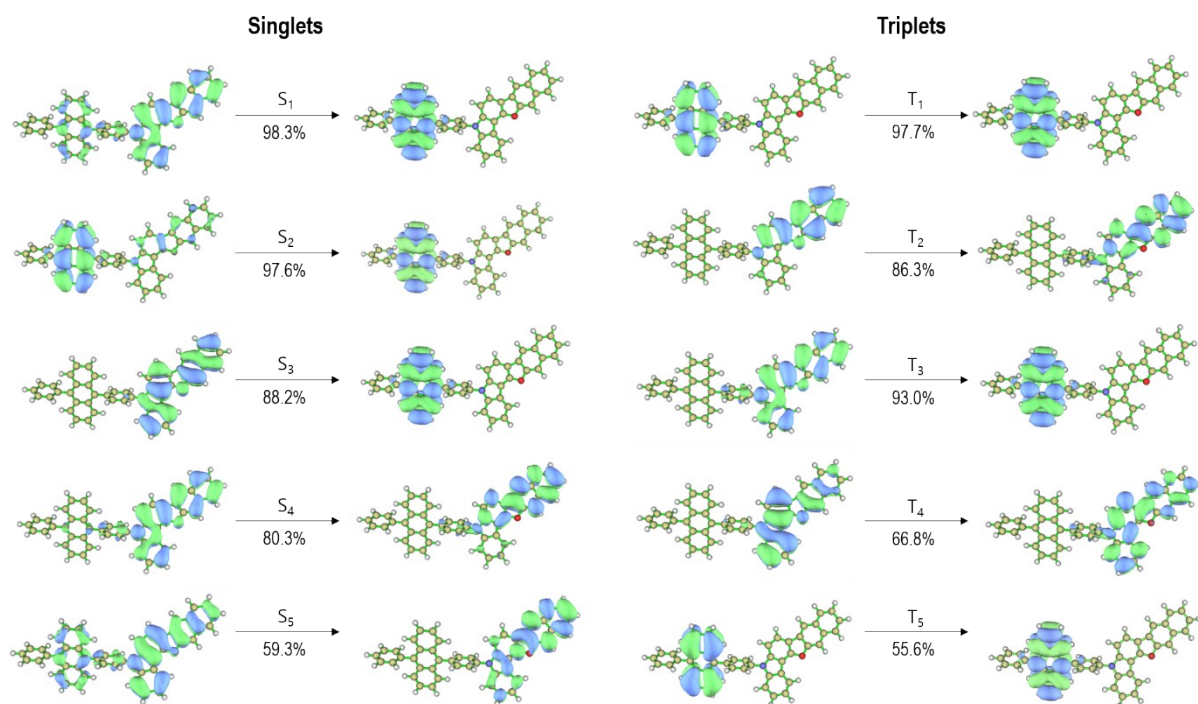 Singlets
Triplets
S₁
98.3%
T₁
97.7%
S₂
97.6%
T₂
86.3%
S₃
88.2%
T₃
93.0%
S₄
80.3%
T₄
66.8%
S₅
59.3%
T₅
55.6%